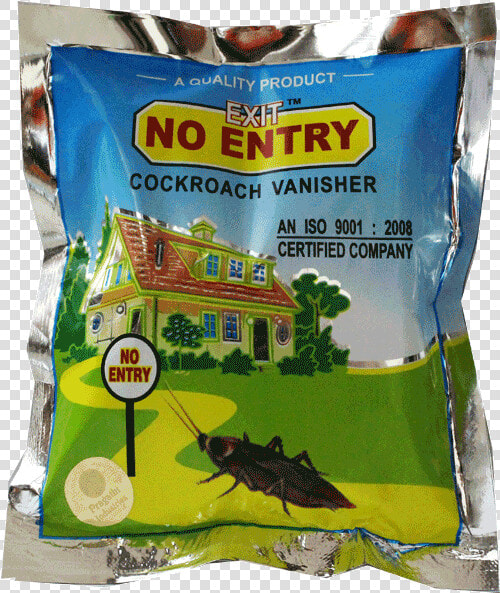 A QUALITY PRODUCT
EXIT™
NO ENTRY
COCKROACH VANISHER
AN ISO 9001 : 2008
CERTIFIED COMPANY
NO
ENTRY